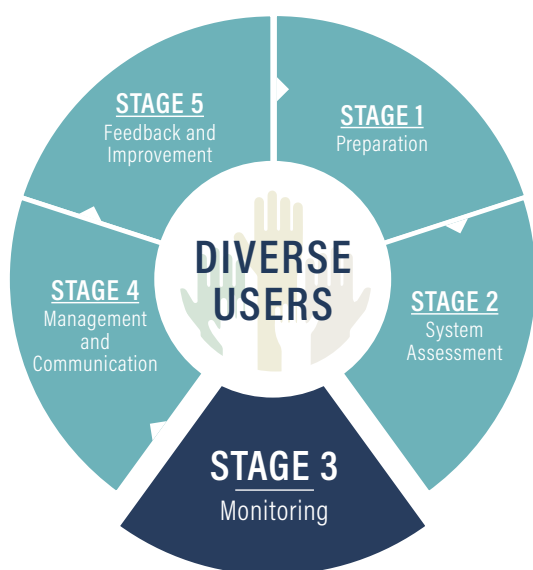 STAGE 1
Preparation
STAGE 2
System
Assessment
STAGE 3
Monitoring
STAGE 4
Management
and
Communication
STAGE 5
Feedback and
Improvement
DIVERSE
USERS